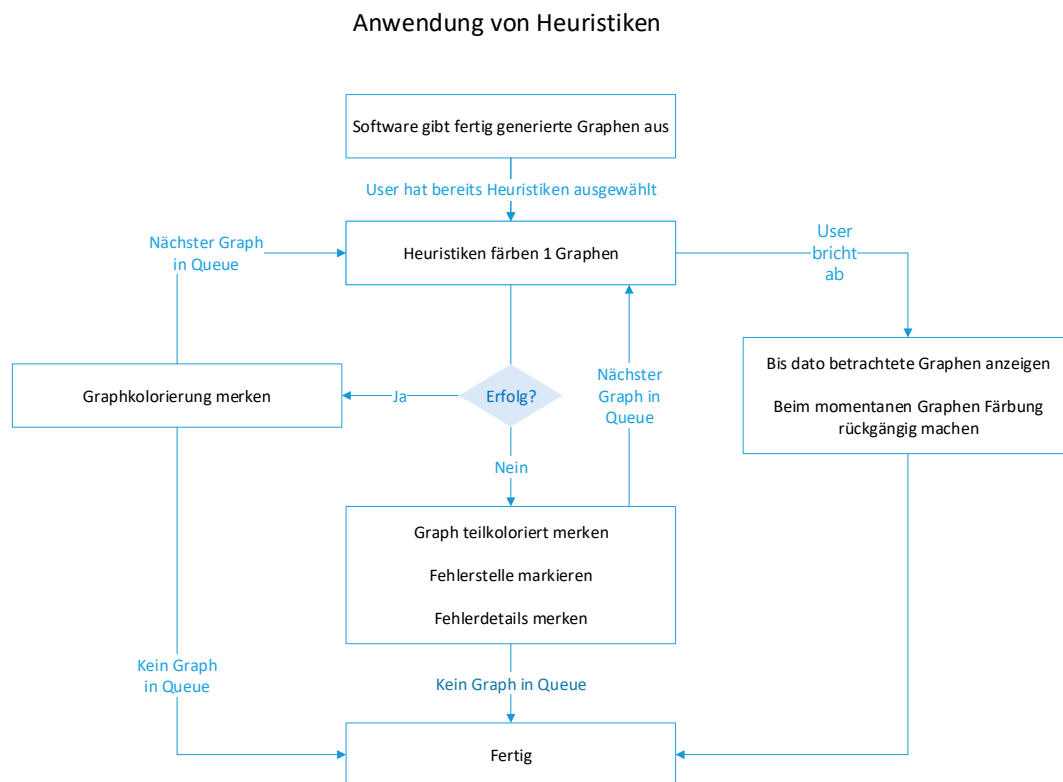 Anwendung von Heuristiken
Software gibt fertig generierte Graphen aus
User hat bereits Heuristiken ausgewählt
Nächster Graph
in Queue
Heuristiken färben 1 Graphen
User
bricht
ab
Graphkolorierung merken
Ja
Erfolg?
Nächster
Graph in
Queue
Bis dato betrachtete Graphen anzeigen
Beim momentanen Graphen Färbung
rückgängig machen
Nein
Graph teilkoloriert merken
Fehlerstelle markieren
Fehlerdetails merken
Kein Graph
in Queue
Kein Graph in Queue
Fertig